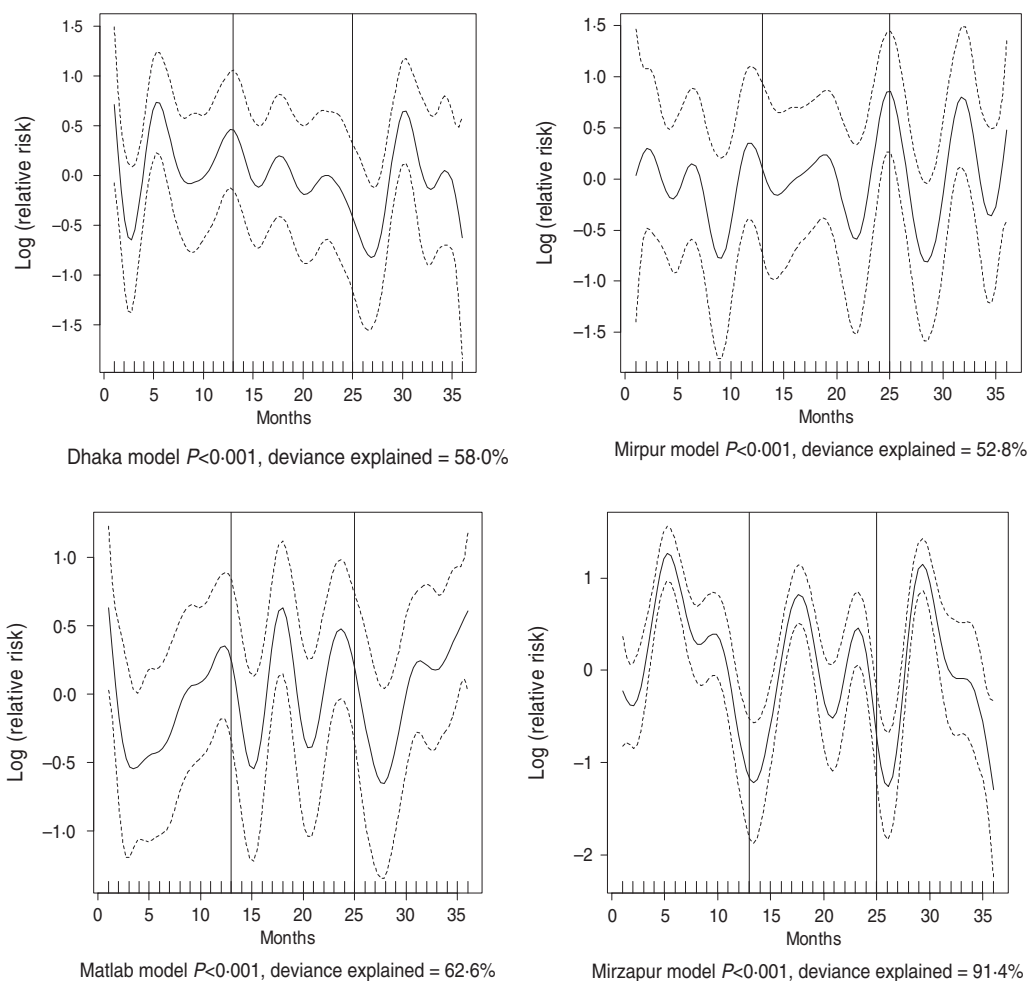 1·5
1·0
0·5
0·0
−0·5
−1·0
−1·5
Log (relative risk)
0 5 10 15 20 25 30 35
Months
Dhaka model P<0·001, deviance explained = 58·0%
1·5
1·0
0·5
0·0
−0·5
−1·0
−1·5
Log (relative risk)
0 5 10 15 20 25 30 35
Months
Mirpur model P<0·001, deviance explained = 52·8%
1·0
0·5
0·0
−0·5
−1·0
Log (relative risk)
0 5 10 15 20 25 30 35
Months
Matlab model P<0·001, deviance explained = 62·6%
1
0
−1
−2
Log (relative risk)
0 5 10 15 20 25 30 35
Months
Mirzapur model P<0·001, deviance explained = 91·4%